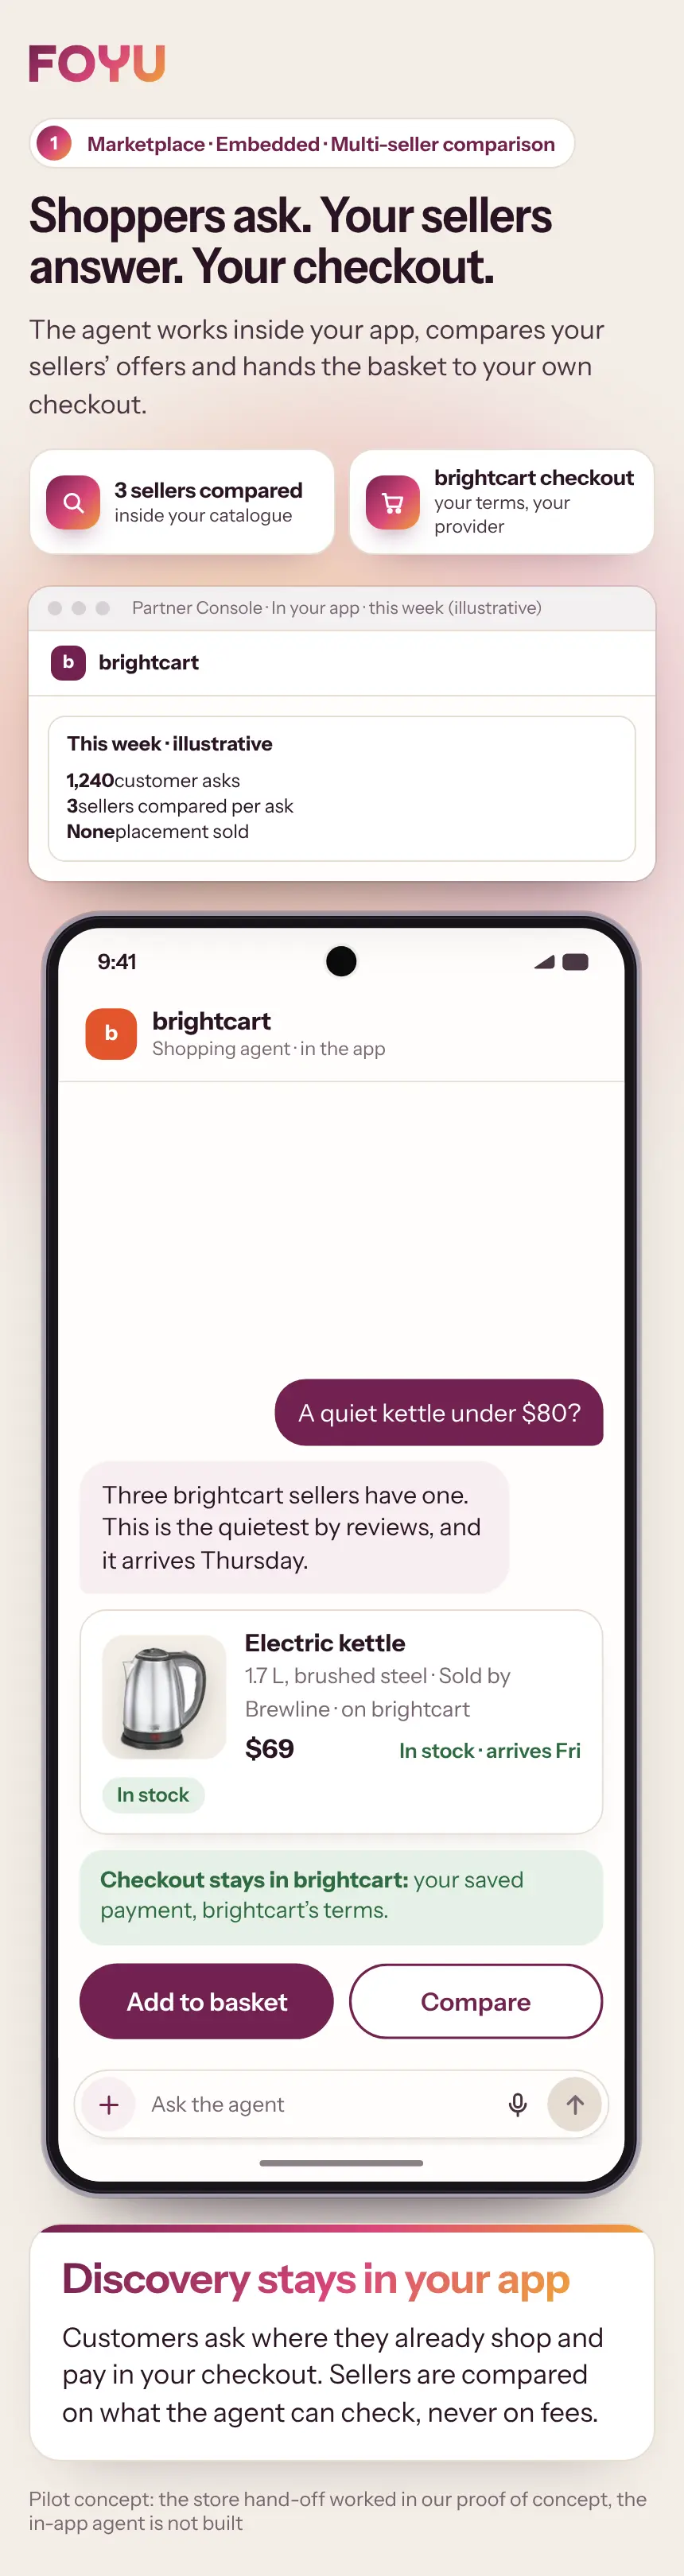 FOYU
1 Marketplace · Embedded · Multi-seller comparison
Shoppers ask. Your sellers
answer. Your checkout.
The agent works inside your app, compares your
sellers’ offers and hands the basket to your own
checkout.
3 sellers compared
inside your catalogue
brightcart checkout
your terms, your
provider
Partner Console · In your app · this week (illustrative)
b brightcart
This week · illustrative
1,240customer asks
3sellers compared per ask
Noneplacement sold
9:41
b
brightcart
Shopping agent · in the app
A quiet kettle under $80?
Three brightcart sellers have one.
This is the quietest by reviews, and
it arrives Thursday.
Electric kettle
1.7 L, brushed steel · Sold by
Brewline · on brightcart
$69 In stock · arrives Fri
In stock
Checkout stays in brightcart: your saved
payment, brightcart’s terms.
Add to basket Compare
Ask the agent
Discovery stays in your app
Customers ask where they already shop and
pay in your checkout. Sellers are compared
on what the agent can check, never on fees.
Pilot concept: the store hand-off worked in our proof of concept, the
in-app agent is not built